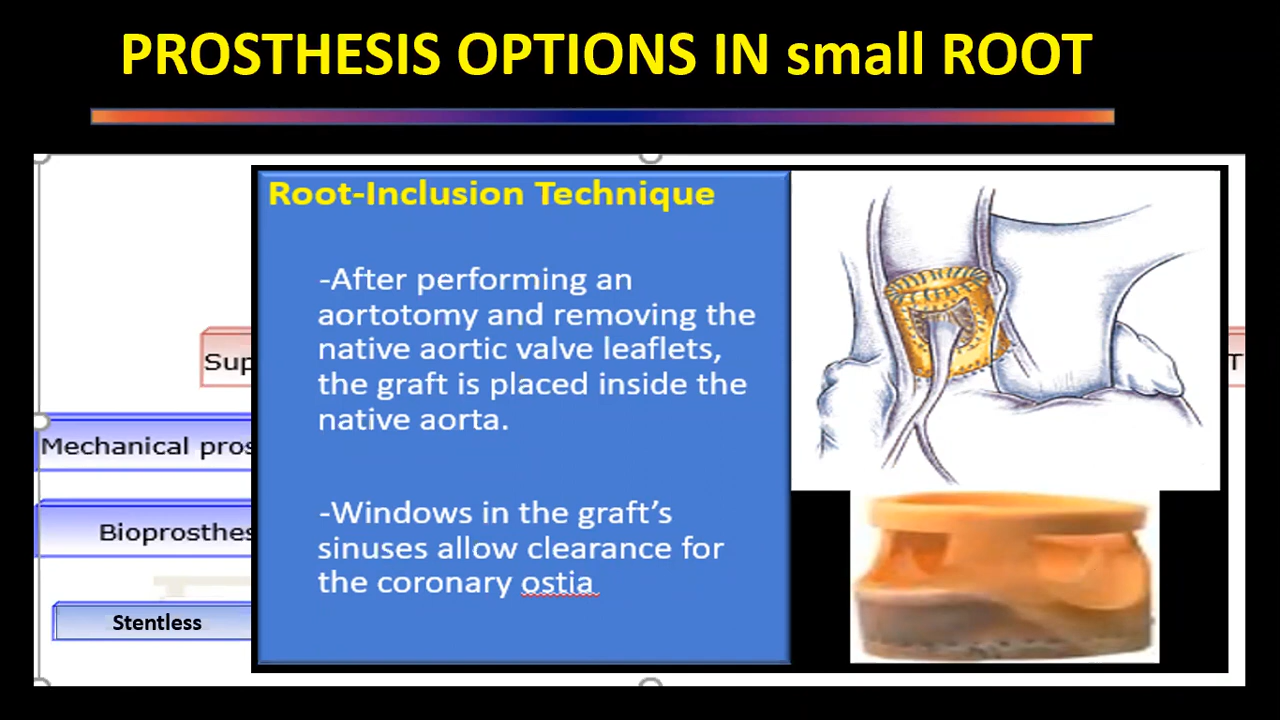 PROSTHESIS OPTIONS IN small ROOT
Root-Inclusion Technique
-After performing an
aortotomy and removing the
native aortic valve leaflets,
the graft is placed inside the
native aorta.
-Windows in the graft’s
sinuses allow clearance for
the coronary ostia
Sup
Mechanical pros
Bioprosthes
Stentless
T